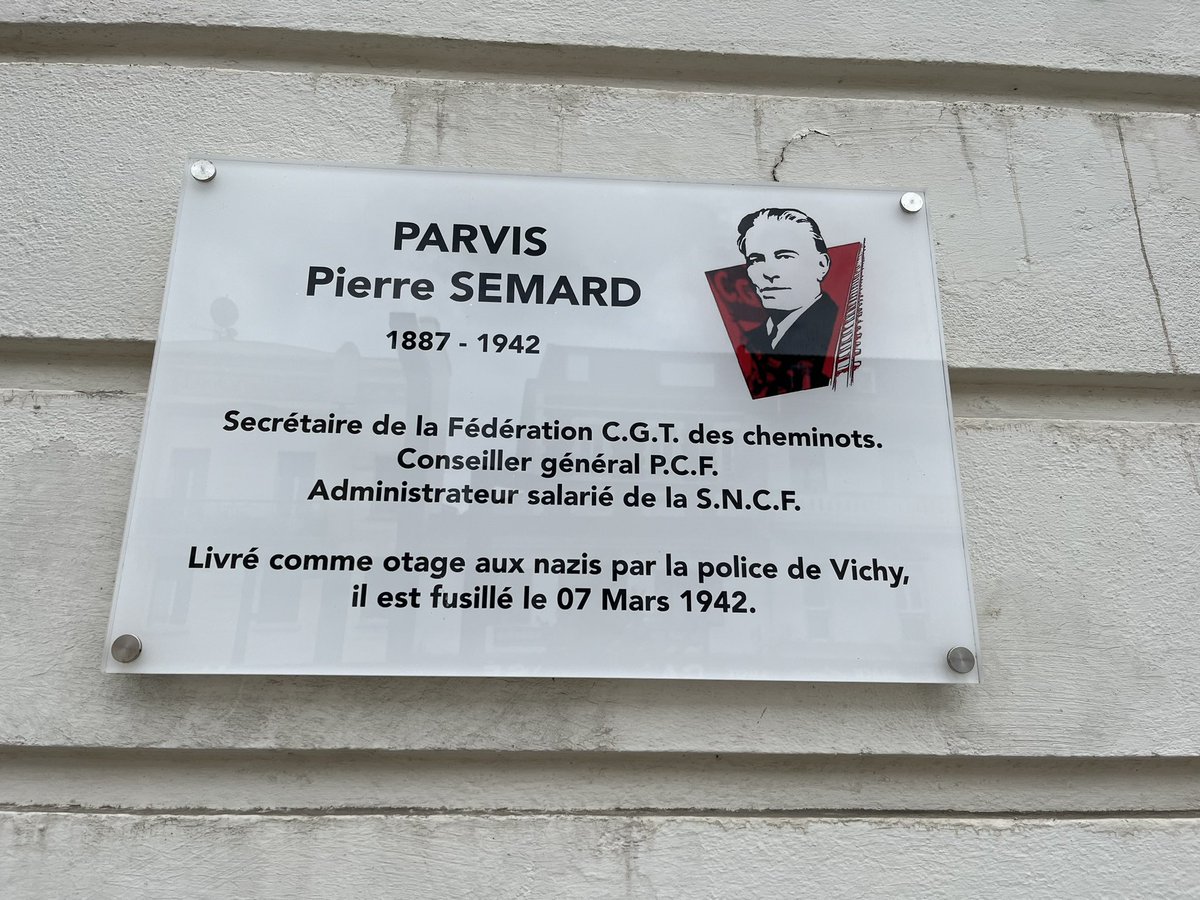 PARVIS
Pierre SEMARD
1887 - 1942
Secrétaire de la Fédération C.G.T. des cheminots.
Conseiller général P.C.F.
Administrateur salarié de la S.N.C.F.
Livré comme otage aux nazis par la police de Vichy,
il est fusillé le 07 Mars 1942.